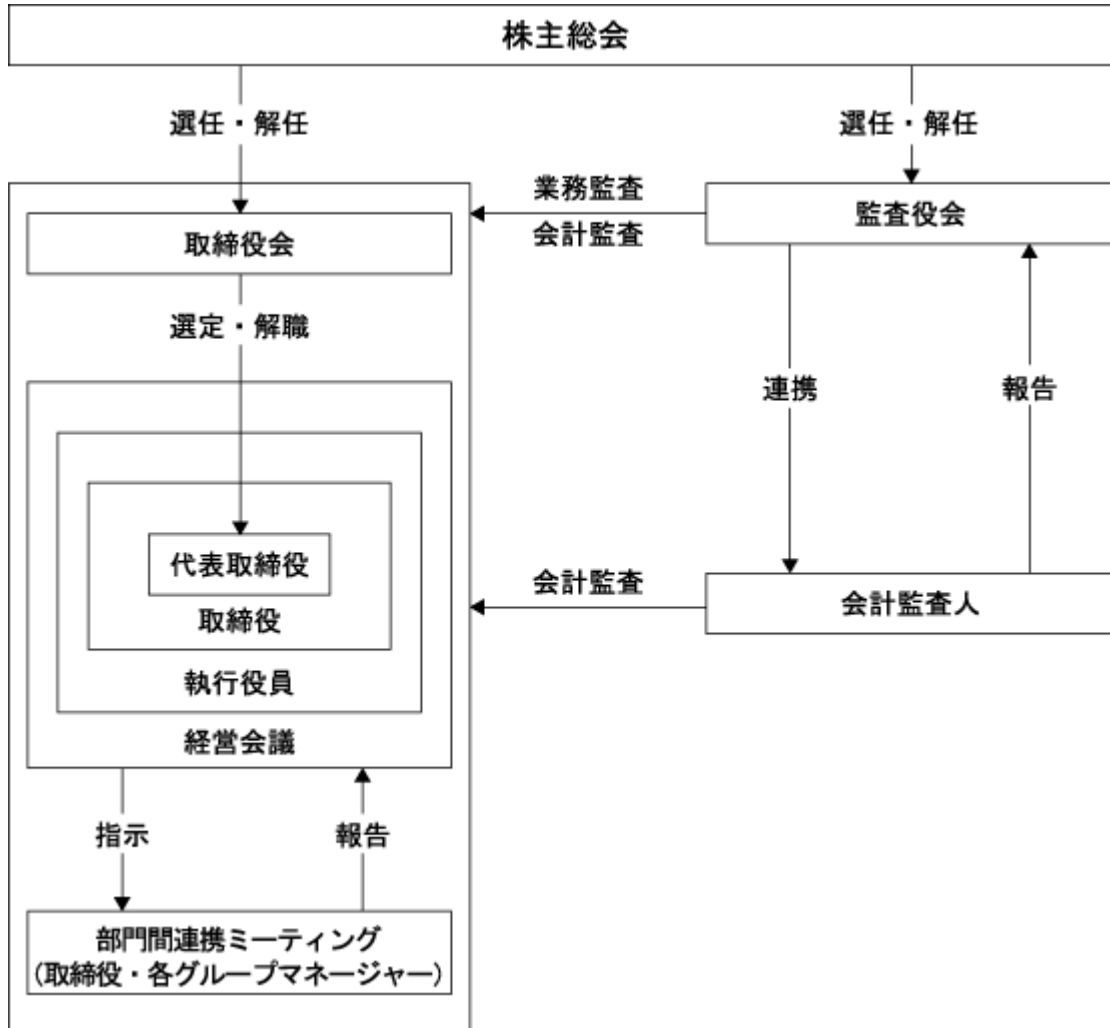 株主総会
選任・解任
選任・解任
業務監査
会計監査
監査役会
取締役会
選定・解職
連携
報告
代表取締役
取締役
執行役員
経営会議
会計監査
会計監査人
指示
報告
部門間連携ミーティング
(取締役・各グループマネージャー)